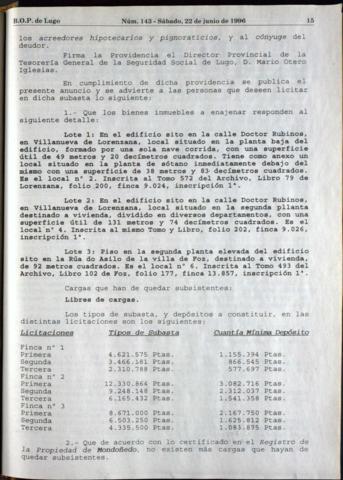 B.O.P. de Lugo Núm. 143 - Sábado, 22 de junio de 1996 15
los acreedores hipotecarios y pignoraticios, y al cónyuge del
deudor.
Firma la Providencia el Director Provincial de la
Tesorería General de la Seguridad Social de Lugo, D. Mario Otero
Iglesias.
En cumplimiento de dicha providencia se publica el
presente anuncio y se advierte a las personas que deseen licitar
en dicha subasta lo siguiente:
1.- Que los bienes inmuebles a enajenar responden al
siguiente detalle:
Lote 1: En el edificio sito en la calle Doctor Rubinos,
en Villanueva de Lorenzana, local situado en la planta baja del
edificio, formado por una sola nave corrida, con una superficie
útil de 49 metros y 20 decímetros cuadrados. Tiene como anexo un
local situado en la planta de sótano inmediatamente debajo del
mismo con una superficie de 38 metros y 83 decímetros cuadrados.
Es el local nº 2. Inscrita al Tomo 572 del Archivo, Libro 79 de
Lorenzana, folio 200, finca 9.024, inscripción 1ª.
Lote 2: En el edificio sito en la calle Doctor Rubinos,
en Villanueva de Lorenzana, local situado en la segunda pllanta
destinado a vivienda, dividido en diversos departamentos, con una
superficie útil de 131 metros y 74 decímetros cuadrados. Es el
local nº 4. Inscrita al mismo Tomo y Libro, folio 202, finca 9.026,
inscripción 1ª.
Lote 3: Piso en la segunda planta elevada del edificio
sito en la Rúa do Asilo de la villa de Foz, destinado a vivienda,
de 92 metros cuadrados. Es el local nº 6. Inscrita al Tomo 493 del
Archivo, Libro 102 de Foz, folio 177, finca 13.857, inscripción 1ª.
Cargas que han de quedar subsistentes:
Libres de cargas.
Los tipos de subasta, y depósitos a constituir, en las
distintas licitaciones son los siguientes:
Licitaciones Tipos de Subasta Cuantía Mínima Depósito
Finca nº 1
Primera 4.621.575 Ptas. 1.155.394 Ptas.
Segunda 3.466.181 Ptas. 866.545 Ptas.
Tercera 2.310.788 Ptas. 577.697 Ptas.
Finca nº 2
Primera 12.330.864 Ptas. 3.082.716 Ptas.
Segunda 9.248.148 Ptas. 2.312.037 Ptas.
Tercera 6.165.432 Ptas. 1.541.358 Ptas.
Finca nº 3
Primera 8.671.000 Ptas. 2.167.750 Ptas.
Segunda 6.503.250 Ptas. 1.625.812 Ptas.
Tercera 4.335.500 Ptas. 1.083.875 Ptas.
2.- Que de acuerdo con lo certificado en el Registro de
la Propiedad de Mondoñedo, no existen más cargas que hayan de
quedar subsistentes.